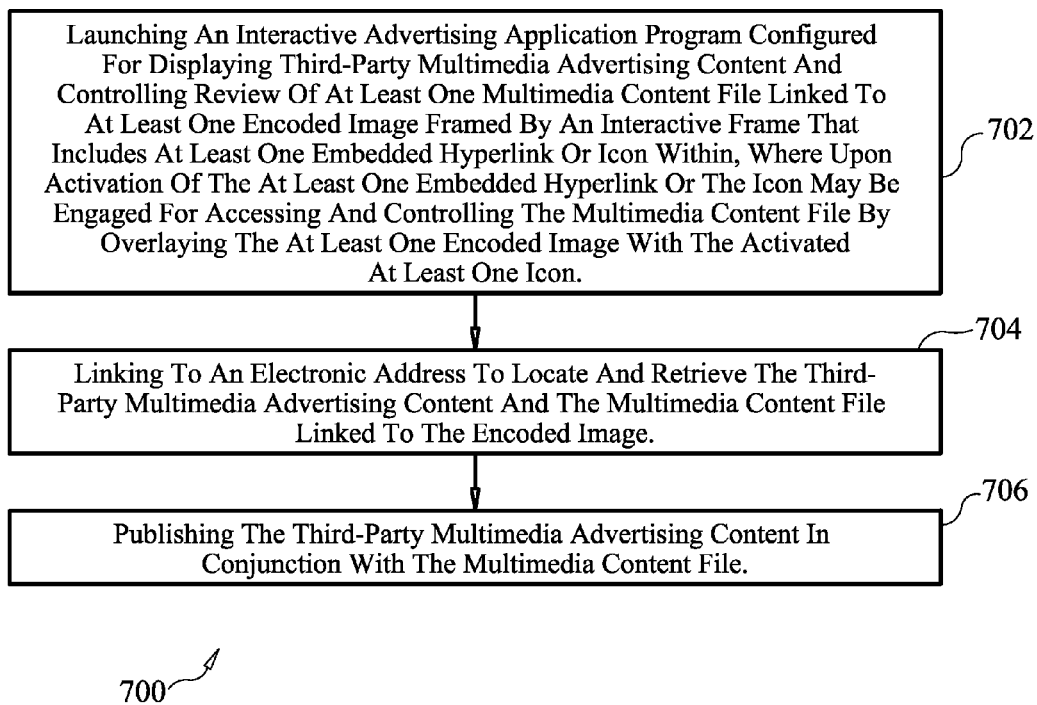 Launching An Interactive Advertising Application Program Configured
For Displaying Third-Party Multimedia Advertising Content And
Controlling Review Of At Least One Multimedia Content File Linked To
At Least One Encoded Image Framed By An Interactive Frame That
Includes At Least One Embedded Hyperlink Or Icon Within, Where Upon
Activation Of The At Least One Embedded Hyperlink Or The Icon May Be
Engaged For Accessing And Controlling The Multimedia Content File By
Overlaying The At Least One Encoded Image With The Activated
At Least One Icon.
702
704
Linking To An Electronic Address To Locate And Retrieve The Third-
Party Multimedia Advertising Content And The Multimedia Content File
Linked To The Encoded Image.
706
Publishing The Third-Party Multimedia Advertising Content In
Conjunction With The Multimedia Content File.
700